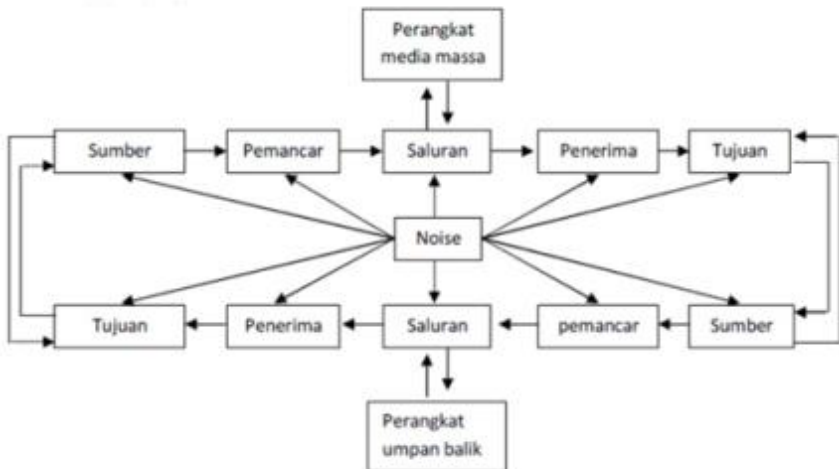 Perangkat
media massa
Sumber
Pemancar
Saluran
Penerima
Tujuan
Noise
Tujuan
Penerima
Saluran
pemancar
Sumber
Perangkat
umpan balik